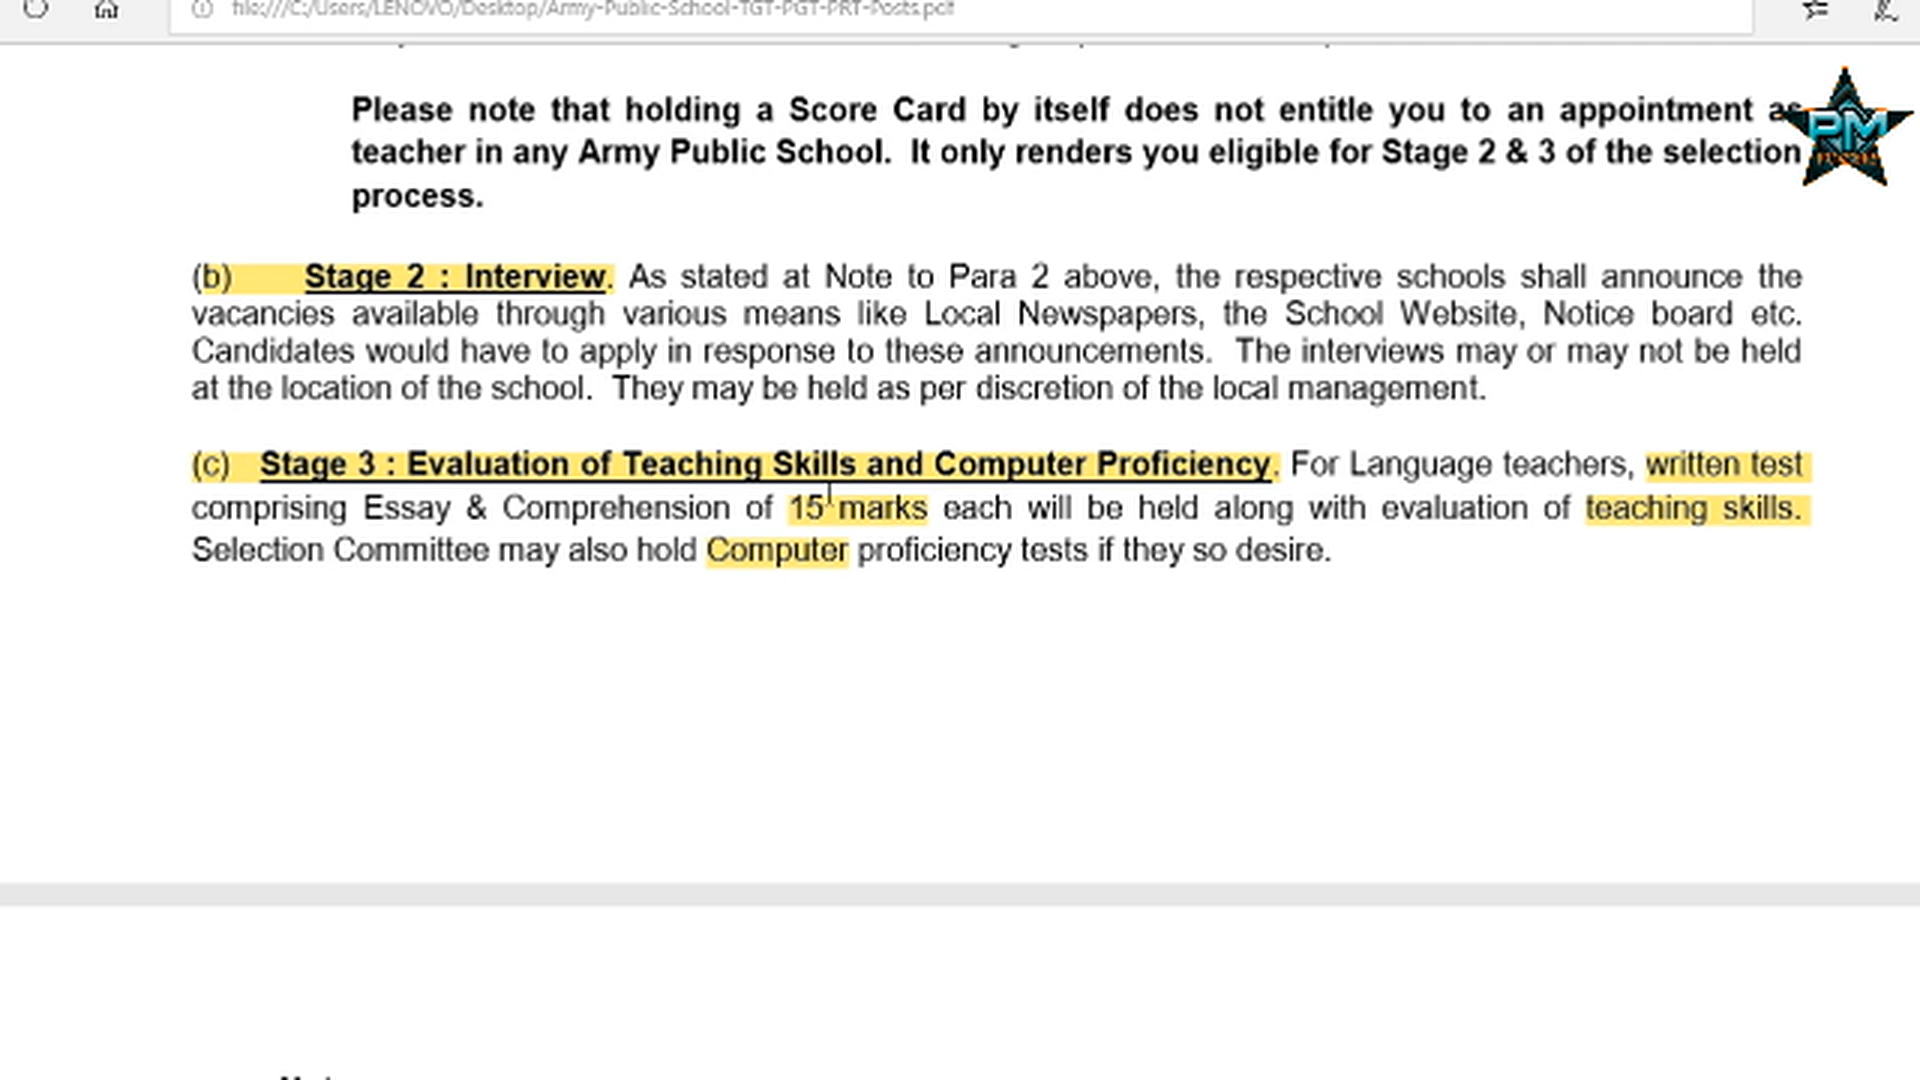 file:///C:/Users/LENOVO/Desktop/Army-Public-School-TGT-PGT-PRT-Posts.pdf
Please note that holding a Score Card by itself does not entitle you to an appointment as
teacher in any Army Public School. It only renders you eligible for Stage 2 & 3 of the selection
process.
PM
(b) Stage 2 : Interview. As stated at Note to Para 2 above, the respective schools shall announce the
vacancies available through various means like Local Newspapers, the School Website, Notice board etc.
Candidates would have to apply in response to these announcements. The interviews may or may not be held
at the location of the school. They may be held as per discretion of the local management.
(c) Stage 3 : Evaluation of Teaching Skills and Computer Proficiency. For Language teachers, written test
comprising Essay & Comprehension of 15 marks each will be held along with evaluation of teaching skills.
Selection Committee may also hold Computer proficiency tests if they so desire.